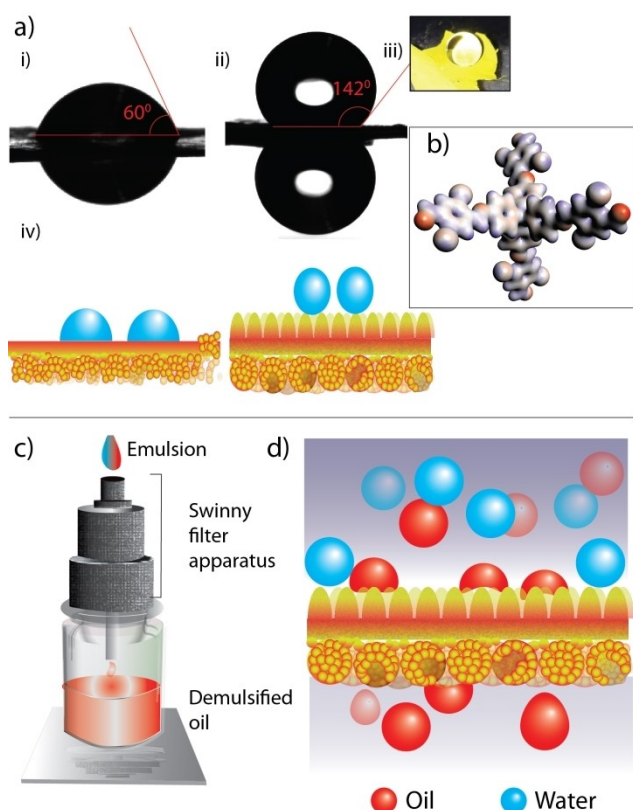 a)
i)
ii)
iii)
60⁰
142⁰
b)
iv)
c)
Emulsion
Swinny
filter
apparatus
Demulsified
oil
d)
Oil
Water